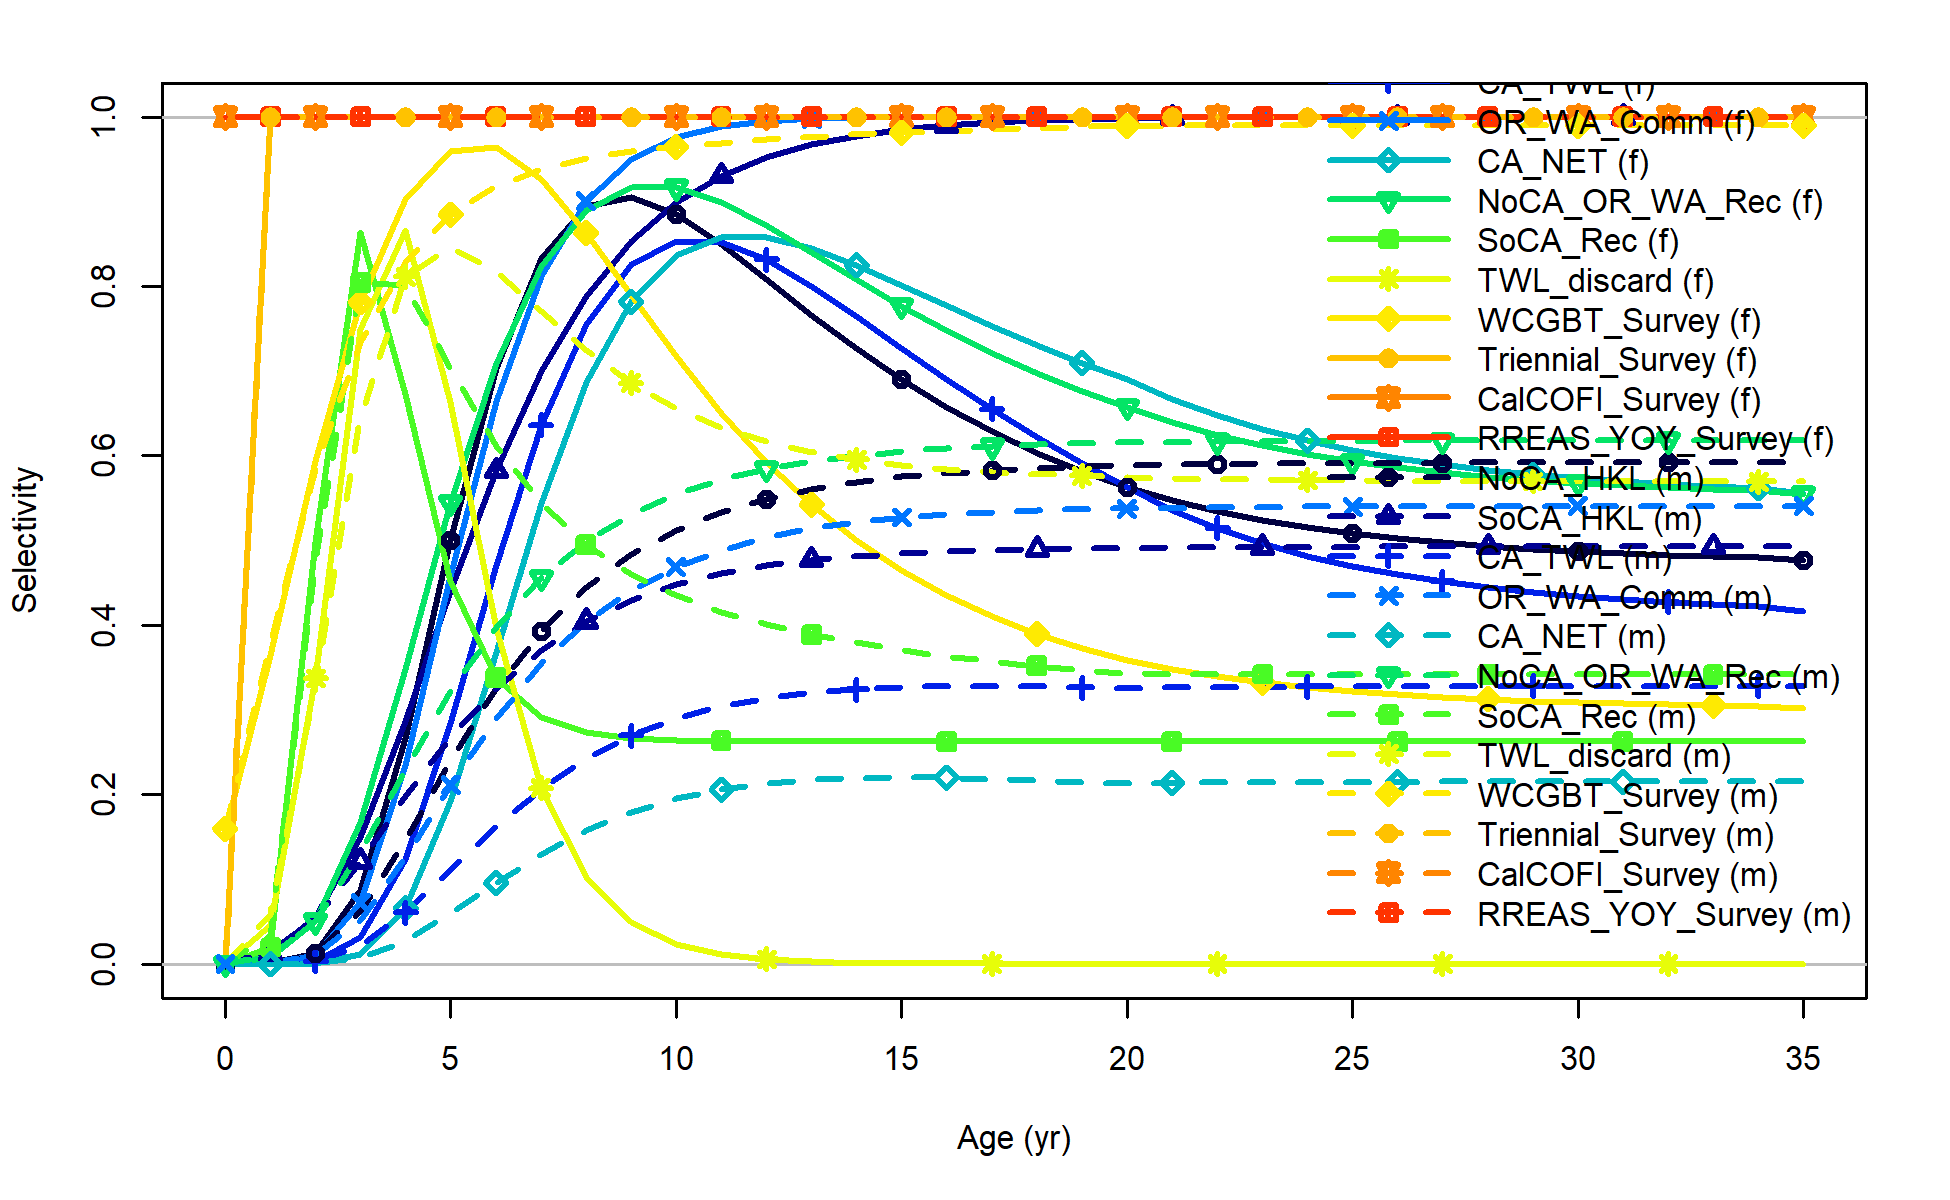 CA_TWL (f)
OR_WA_Comm (f)
CA_NET (f)
NoCA_OR_WA_Rec (f)
SoCA_Rec (f)
TWL_discard (f)
WCGBT_Survey (f)
Triennial_Survey (f)
CalCOFI_Survey (f)
RREAS_YOY_Survey (f)
NoCA_HKL (m)
SoCA_HKL (m)
CA_TWL (m)
OR_WA_Comm (m)
CA_NET (m)
NoCA_OR_WA_Rec (m)
SoCA_Rec (m)
TWL_discard (m)
WCGBT_Survey (m)
Triennial_Survey (m)
CalCOFI_Survey (m)
RREAS_YOY_Survey (m)
1.0
0.8
0.6
0.4
0.2
0.0
Selectivity
0 5 10 15 20 25 30 35
Age (yr)